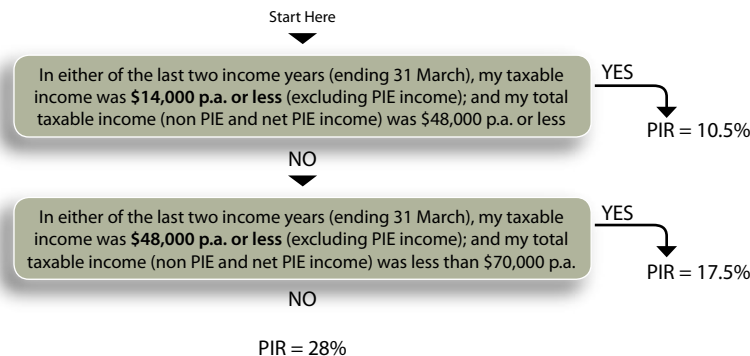 Start Here
In either of the last two income years (ending 31 March), my taxable
income was $14,000 p.a. or less (excluding PIE income); and my total
taxable income (non PIE and net PIE income) was $48,000 p.a. or less
YES
PIR = 10.5%
NO
In either of the last two income years (ending 31 March), my taxable
income was $48,000 p.a. or less (excluding PIE income); and my total
taxable income (non PIE and net PIE income) was less than $70,000 p.a.
YES
PIR = 17.5%
NO
PIR = 28%